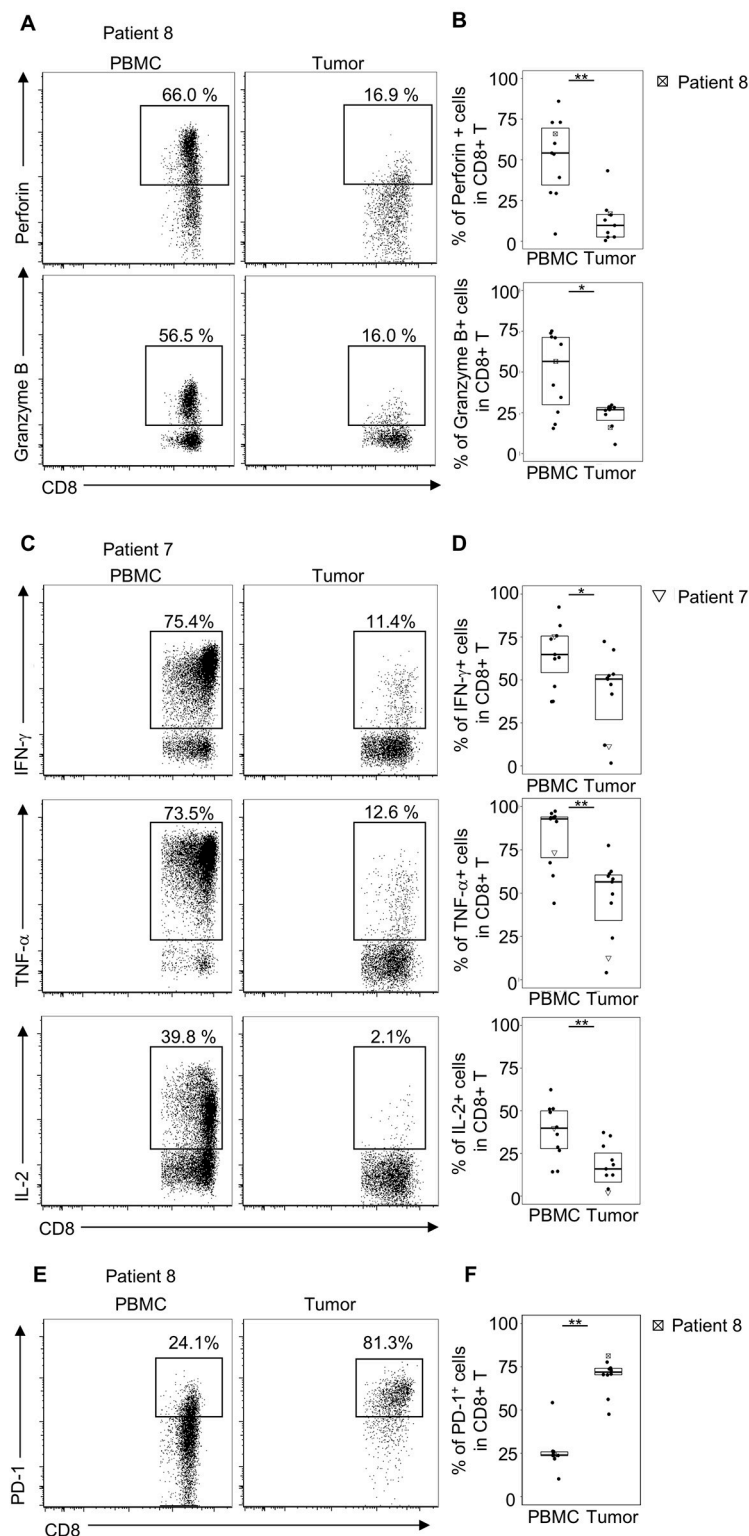 A
Patient 8
PBMC Tumor
66.0 % 16.9 %
Perforin
56.5 % 16.0 %
Granzyme B
CD8
B
**
Patient 8
100
75
50
25
0
% of Perforin + cells
in CD8+ T
PBMC Tumor
*
100
75
50
25
0
% of Granzyme B+ cells
in CD8+ T
PBMC Tumor
C
Patient 7
PBMC Tumor
75.4% 11.4%
IFN-γ
73.5% 12.6 %
TNF-α
39.8 % 2.1%
IL-2
CD8
D
*
Patient 7
100
75
50
25
0
% of IFN-γ+ cells
in CD8+ T
PBMC Tumor
**
100
75
50
25
0
% of TNF-α+ cells
in CD8+ T
PBMC Tumor
**
100
75
50
25
0
% of IL-2+ cells
in CD8+ T
PBMC Tumor
E
Patient 8
PBMC Tumor
24.1% 81.3%
PD-1
CD8
F
**
Patient 8
100
75
50
25
0
% of PD-1⁺ cells
in CD8+ T
PBMC Tumor